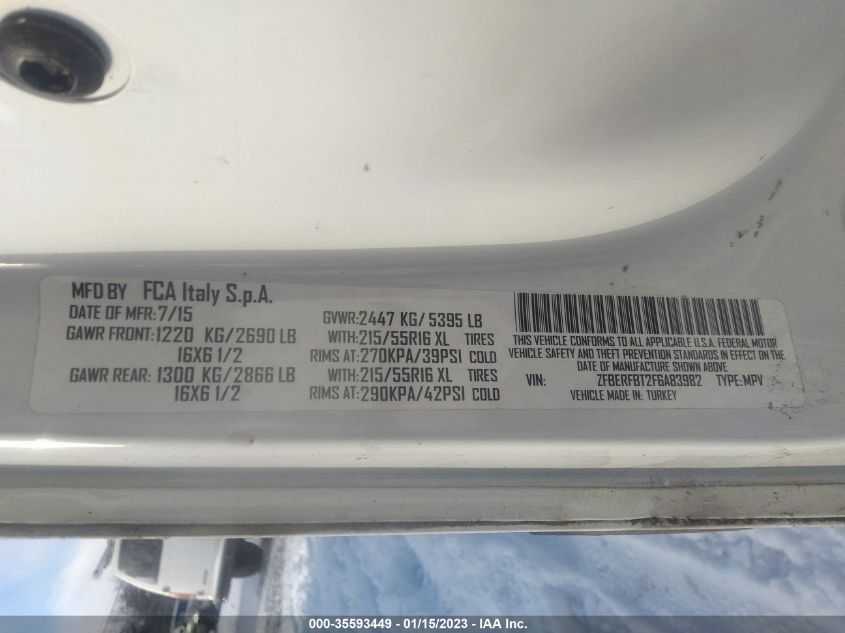 MFD BY FCA Italy S.p.A.
DATE OF MFR: 7/15
GVWR: 2447 KG/ 5395 LB
GAWR FRONT: 1220 KG/2690 LB
WITH: 215/55R16 XL TIRES
16X6 1/2
RIMS AT: 270KPA/39PSI COLD
GAWR REAR: 1300 KG/2866 LB
WITH: 215/55R16 XL TIRES
16X6 1/2
RIMS AT: 290KPA/42PSI COLD
THIS VEHICLE CONFORMS TO ALL APPLICABLE U.S.A. FEDERAL MOTOR
VEHICLE SAFETY AND THEFT PREVENTION STANDARDS IN EFFECT ON THE
DATE OF MANUFACTURE SHOWN ABOVE.
VIN: ZFBERFBT2F6A83982 TYPE: MPV
VEHICLE MADE IN: TURKEY
000-35593449 - 01/15/2023 - IAA Inc.